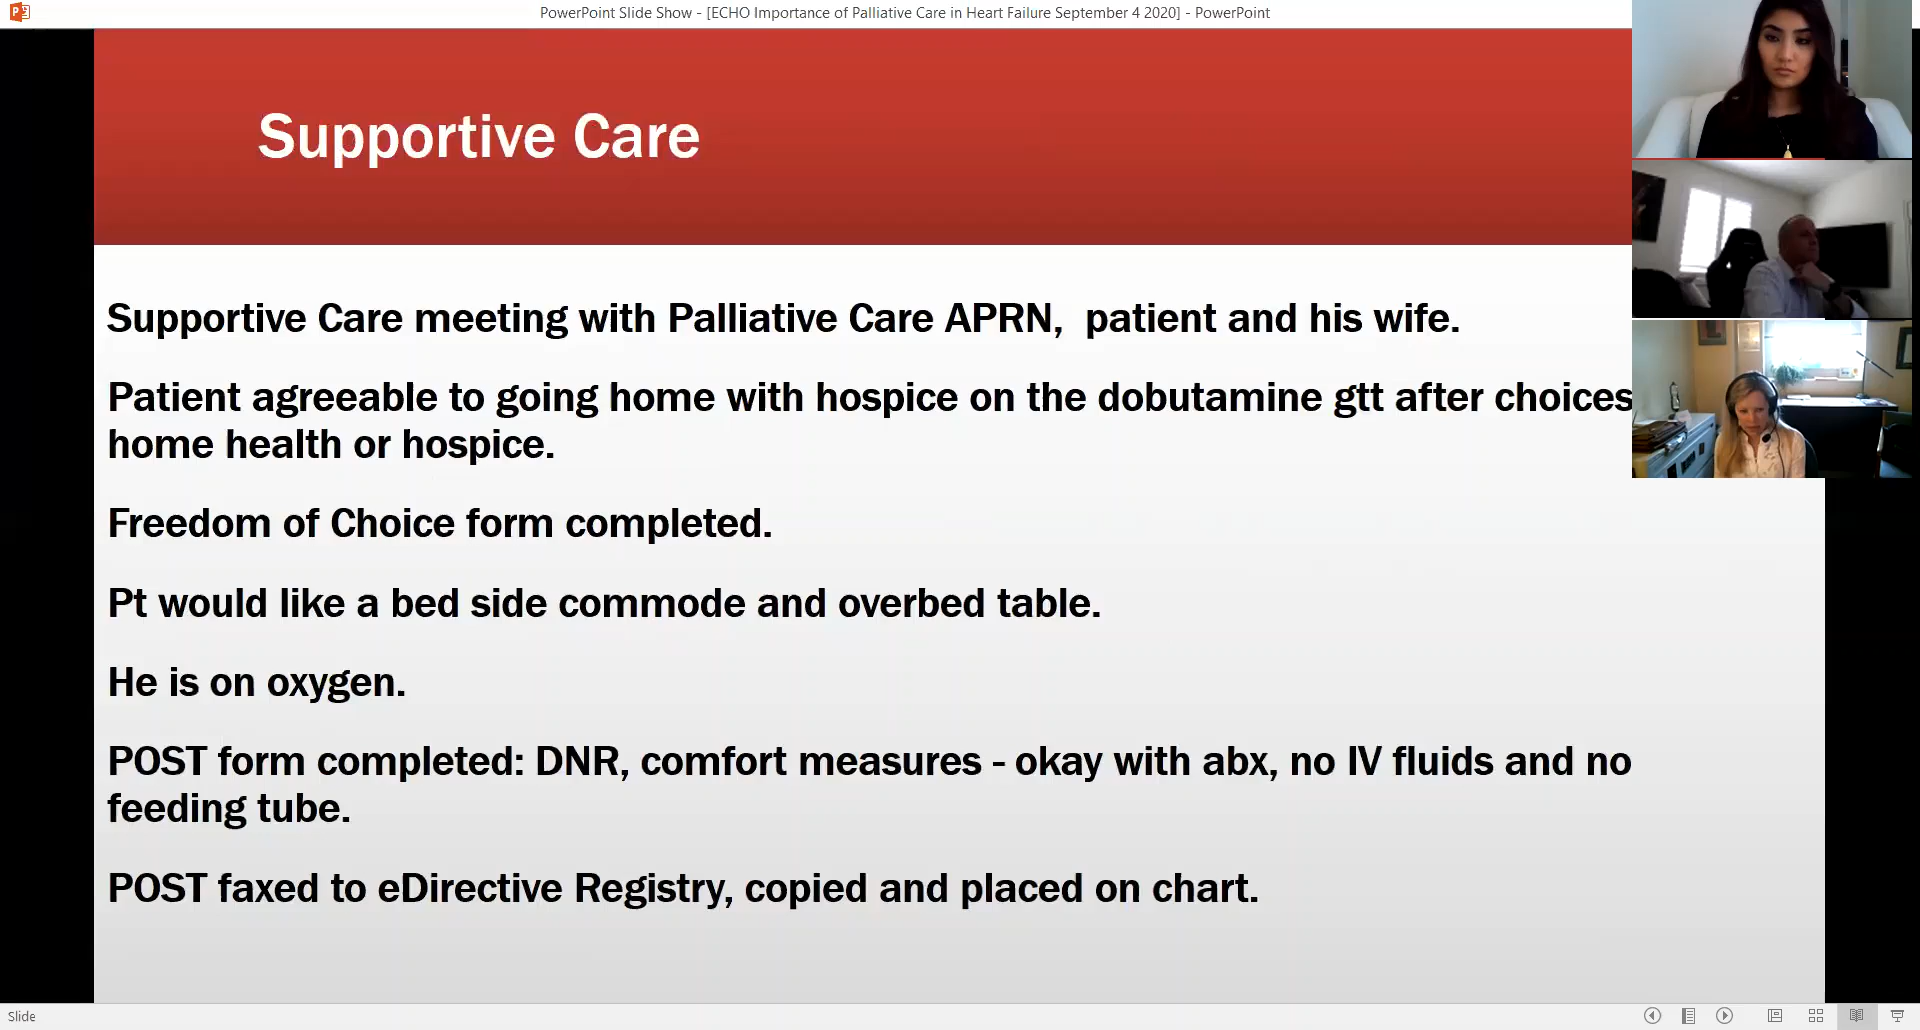 PowerPoint Slide Show - [ECHO Importance of Palliative Care in Heart Failure September 4 2020] - PowerPoint
Supportive Care
Supportive Care meeting with Palliative Care APRN,  patient and his wife.
Patient agreeable to going home with hospice on the dobutamine gtt after choices
home health or hospice.
Freedom of Choice form completed.
Pt would like a bed side commode and overbed table.
He is on oxygen.
POST form completed: DNR, comfort measures - okay with abx, no IV fluids and no
feeding tube.
POST faxed to eDirective Registry, copied and placed on chart.
Slide